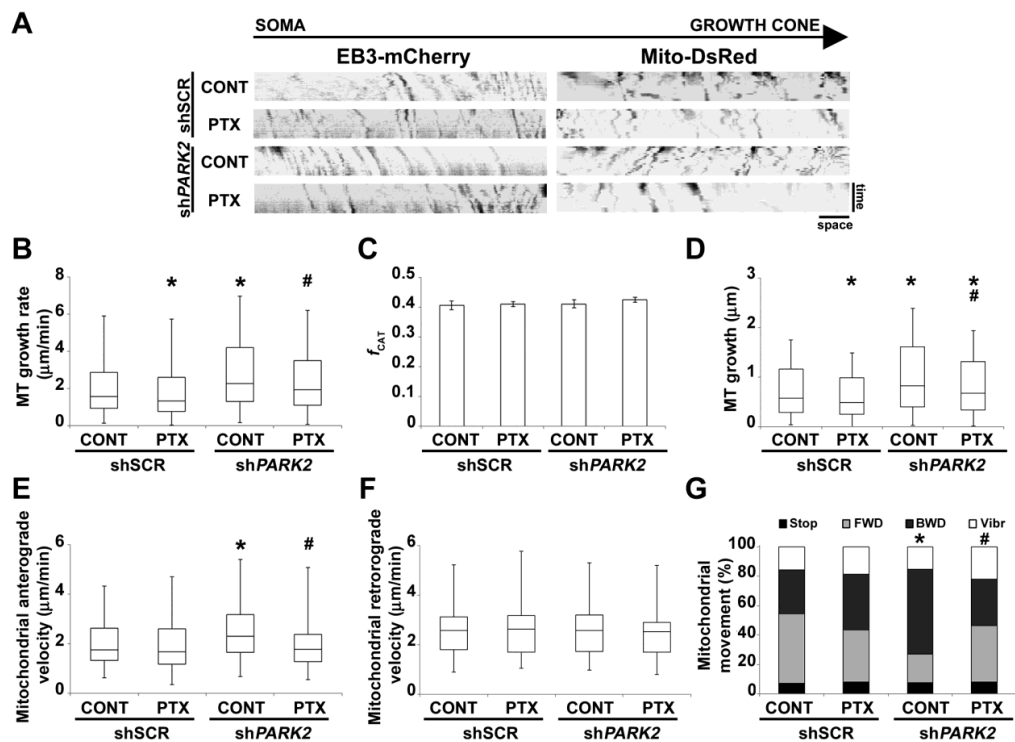 A
SOMA
GROWTH CONE
EB3-mCherry
Mito-DsRed
shSCR
CONT
PTX
shPARK2
CONT
PTX
time
space
B
MT growth rate
(μm/min)
8
6
4
2
0
*
*
#
CONT
PTX
CONT
PTX
shSCR
shPARK2
C
fCAT
0.5
0.4
0.3
0.2
0.1
0
CONT
PTX
CONT
PTX
shSCR
shPARK2
D
MT growth (μm)
3
2
1
0
*
*
*
#
CONT
PTX
CONT
PTX
shSCR
shPARK2
E
Mitochondrial anterograde
velocity (μm/min)
6
4
2
0
*
#
CONT
PTX
CONT
PTX
shSCR
shPARK2
F
Mitochondrial retrorograde
velocity (μm/min)
6
4
2
0
CONT
PTX
CONT
PTX
shSCR
shPARK2
G
Stop
FWD
BWD
Vibr
*
#
Mitochondrial
movement (%)
100
80
60
40
20
0
CONT
PTX
CONT
PTX
shSCR
shPARK2